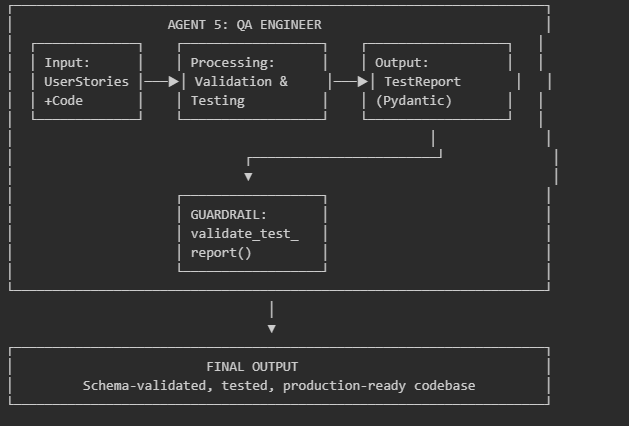 AGENT 5: QA ENGINEER
Input: Processing: Output:
UserStories Validation & TestReport
+Code Testing (Pydantic)
GUARDRAIL:
validate_test_
report()
FINAL OUTPUT
Schema-validated, tested, production-ready codebase